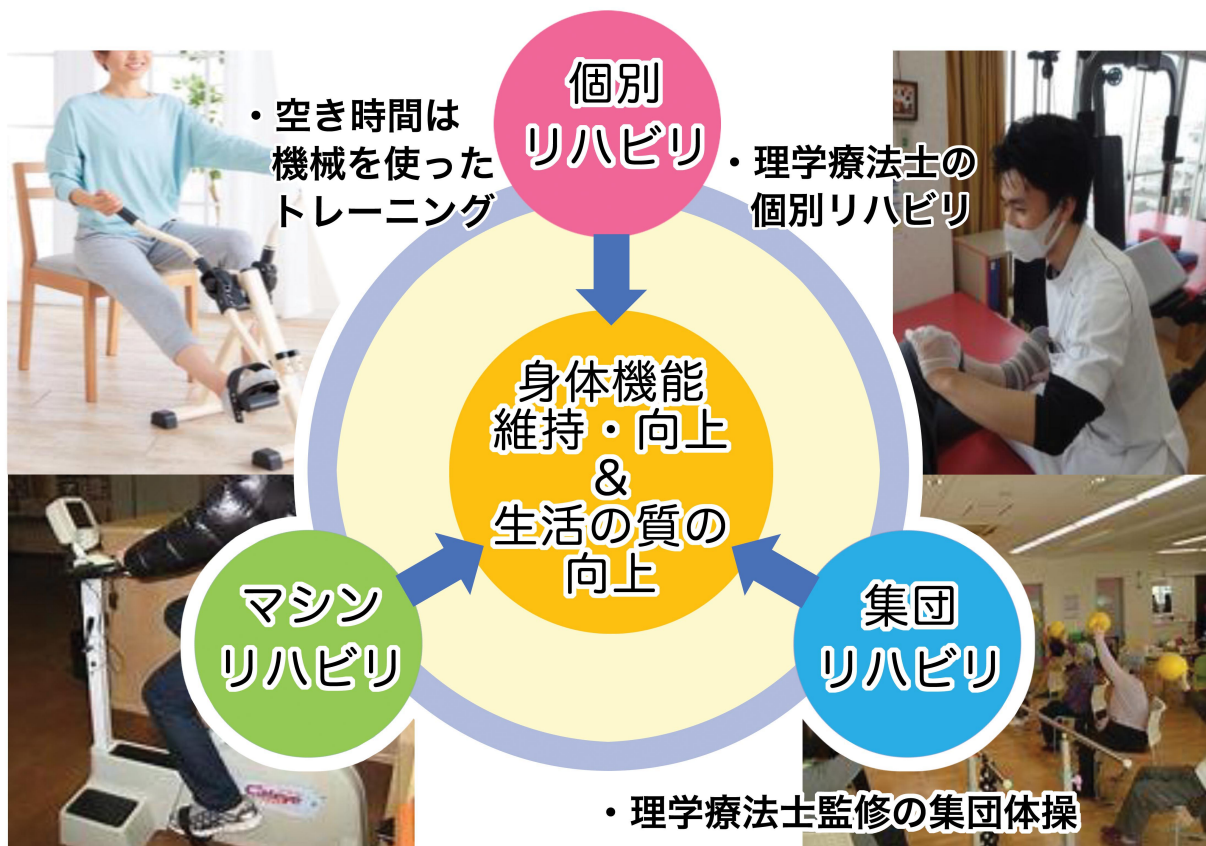 個別
リハビリ
・空き時間は
機械を使った
トレーニング
・理学療法士の
個別リハビリ
身体機能
維持・向上
&
生活の質の
向上
マシン
リハビリ
集団
リハビリ
・理学療法士監修の集団体操